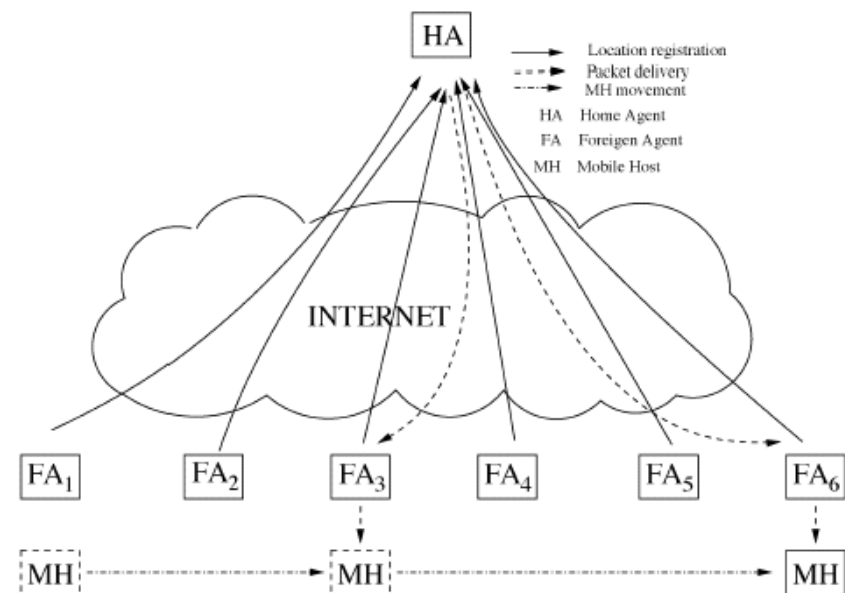 HA
Location registration
Packet delivery
MH movement
HA Home Agent
FA Foreigen Agent
MH Mobile Host
INTERNET
FA1 FA2 FA3 FA4 FA5 FA6
MH MH MH